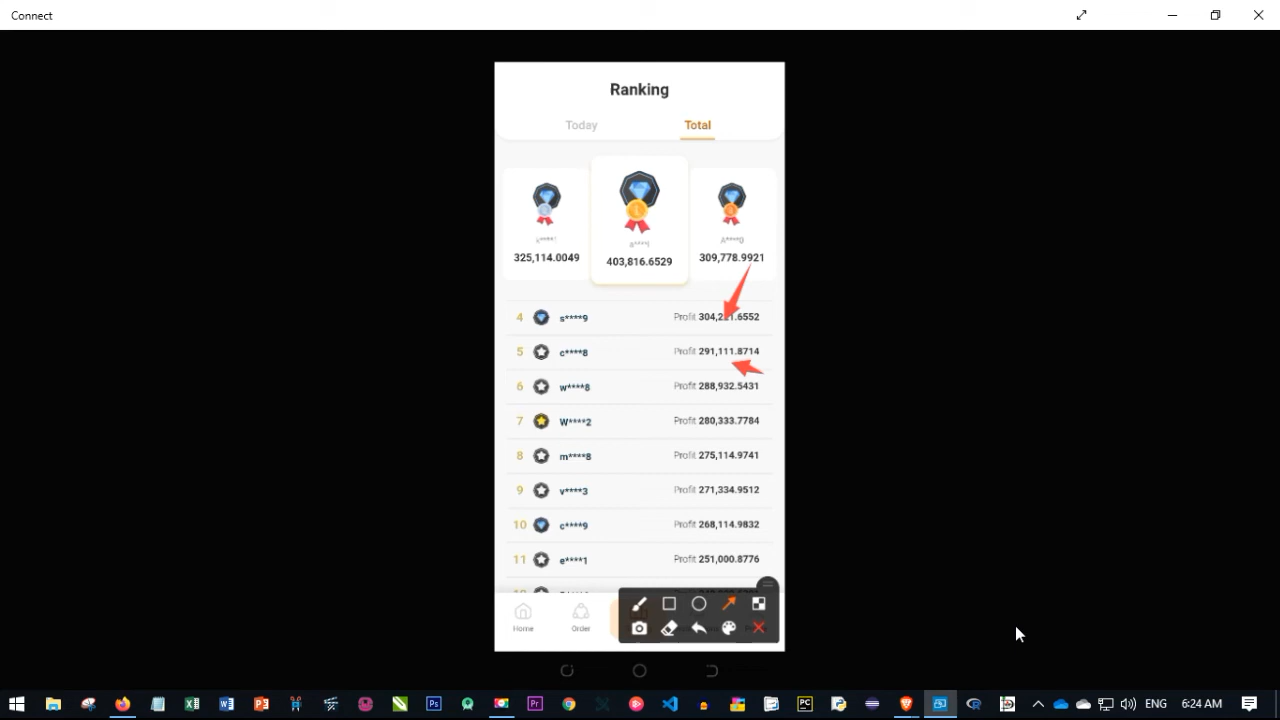 Connect
Ranking
Today Total
325,114.0049
403,816.6529
A****0
309,778.9921
4 s****9 Profit
5 c****8 Profit 291,111.8714
6 w****8 Profit 288,932.5431
7 W****2 Profit 280,333.7784
8 m****8 Profit 275,114.9741
9 v****3 Profit 271,334.9512
10 c****9 Profit 268,114.9832
11 e****1 Profit 251,000.8776
Home Order
ENG 6:24 AM